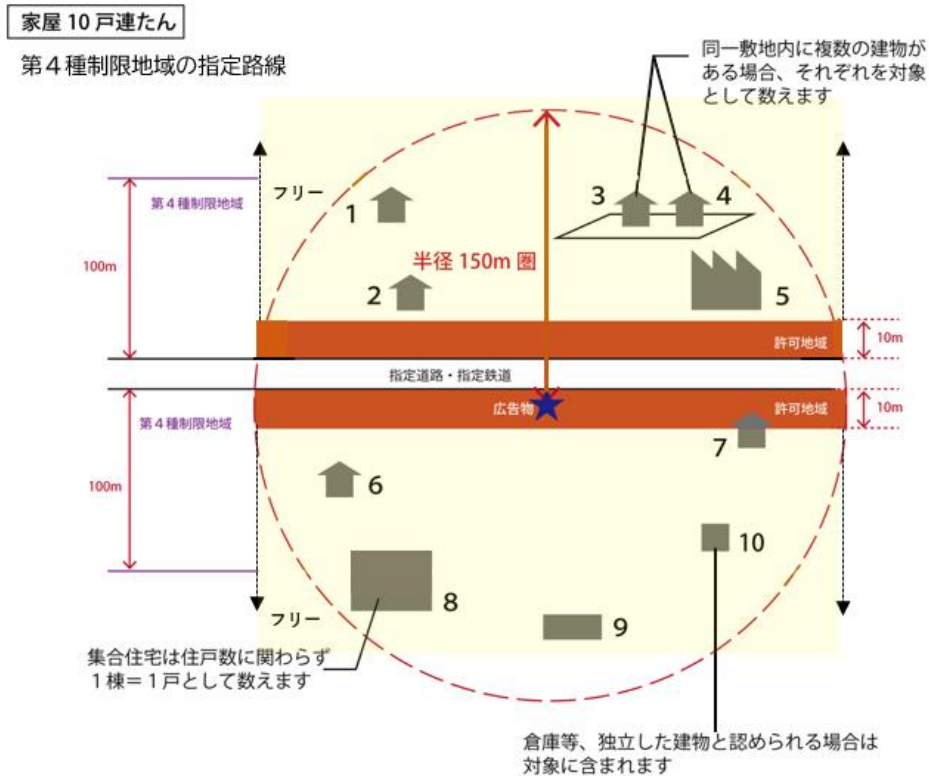 家屋 10 戸連たん
第４種制限地域の指定路線
同一敷地内に複数の建物が
ある場合、それぞれを対象
として数えます
フリー
第４種制限地域
1
3
4
100m
半径 150m 圏
2
5
許可地域
10m
指定道路・指定鉄道
広告物
許可地域
10m
第４種制限地域
7
100m
6
10
8
9
フリー
集合住宅は住戸数に関わらず
１棟＝１戸として数えます
倉庫等、独立した建物と認められる場合は
対象に含まれます